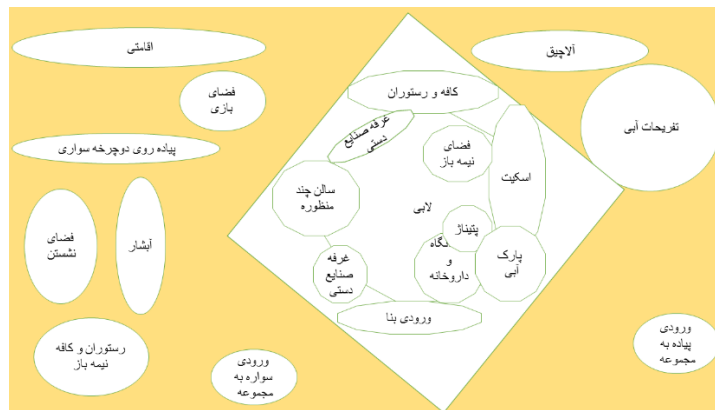 اقامتی
فضای
بازی
پیاده روی دوچرخه سواری
فضای
نشستن
آبشار
رستوران و کافه
نیمه باز
ورودی
سواره به
مجموعه
کافه و رستوران
غرفه صنایع
دستی
فضای
نیمه باز
اسکیت
سالن چند
منظوره
لابی
پتیناژ
غرفه
صنایع
دستی
و
داروخانه
پارک
آبی
ورودی بنا
آلاچیق
تفریحات آبی
ورودی
پیاده به
مجموعه